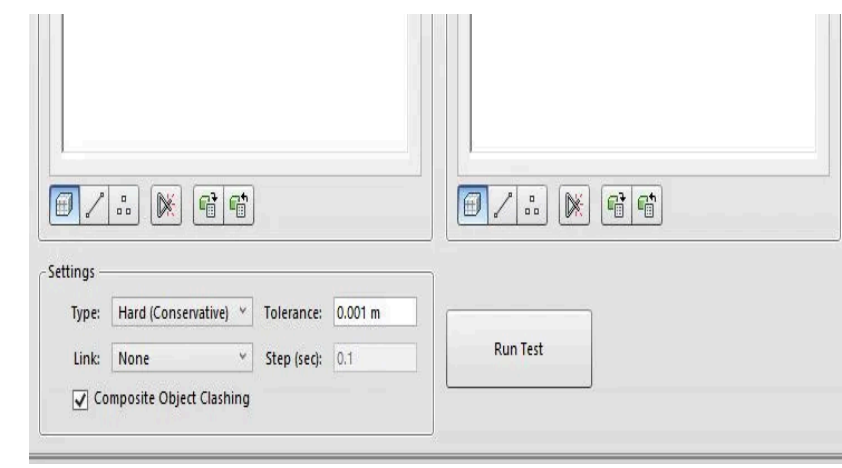 Settings
Type: Hard (Conservative) Tolerance: 0.001 m
Link: None Step (sec): 0.1
Composite Object Clashing
Run Test